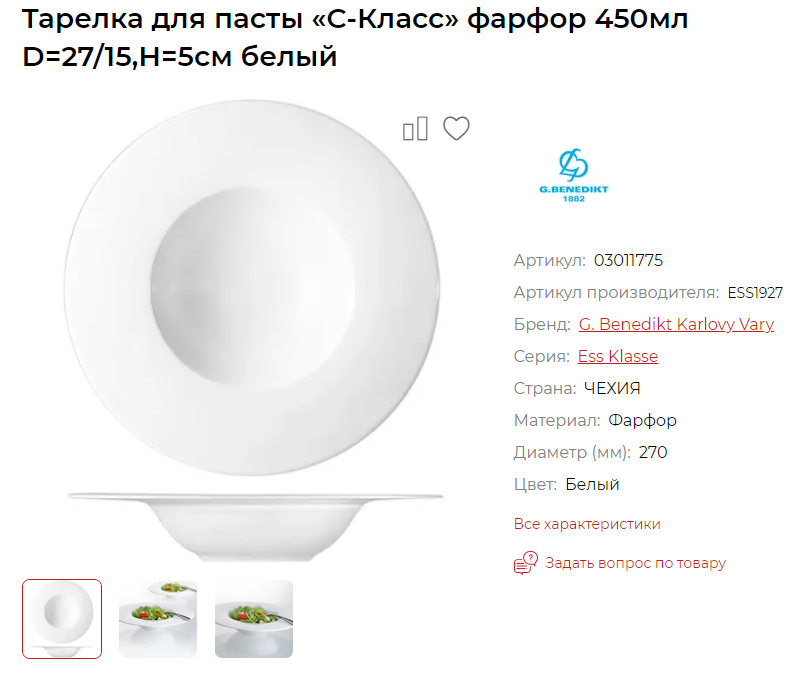 Тарелка для пасты «С-Класс» фарфор 450мл
D=27/15,H=5см белый
G.BENEDIKT
1882
Артикул: 03011775
Артикул производителя: ESS1927
Бренд: G. Benedikt Karlovy Vary
Серия: Ess Klasse
Страна: ЧЕХИЯ
Материал: Фарфор
Диаметр (мм): 270
Цвет: Белый
Все характеристики
Задать вопрос по товару